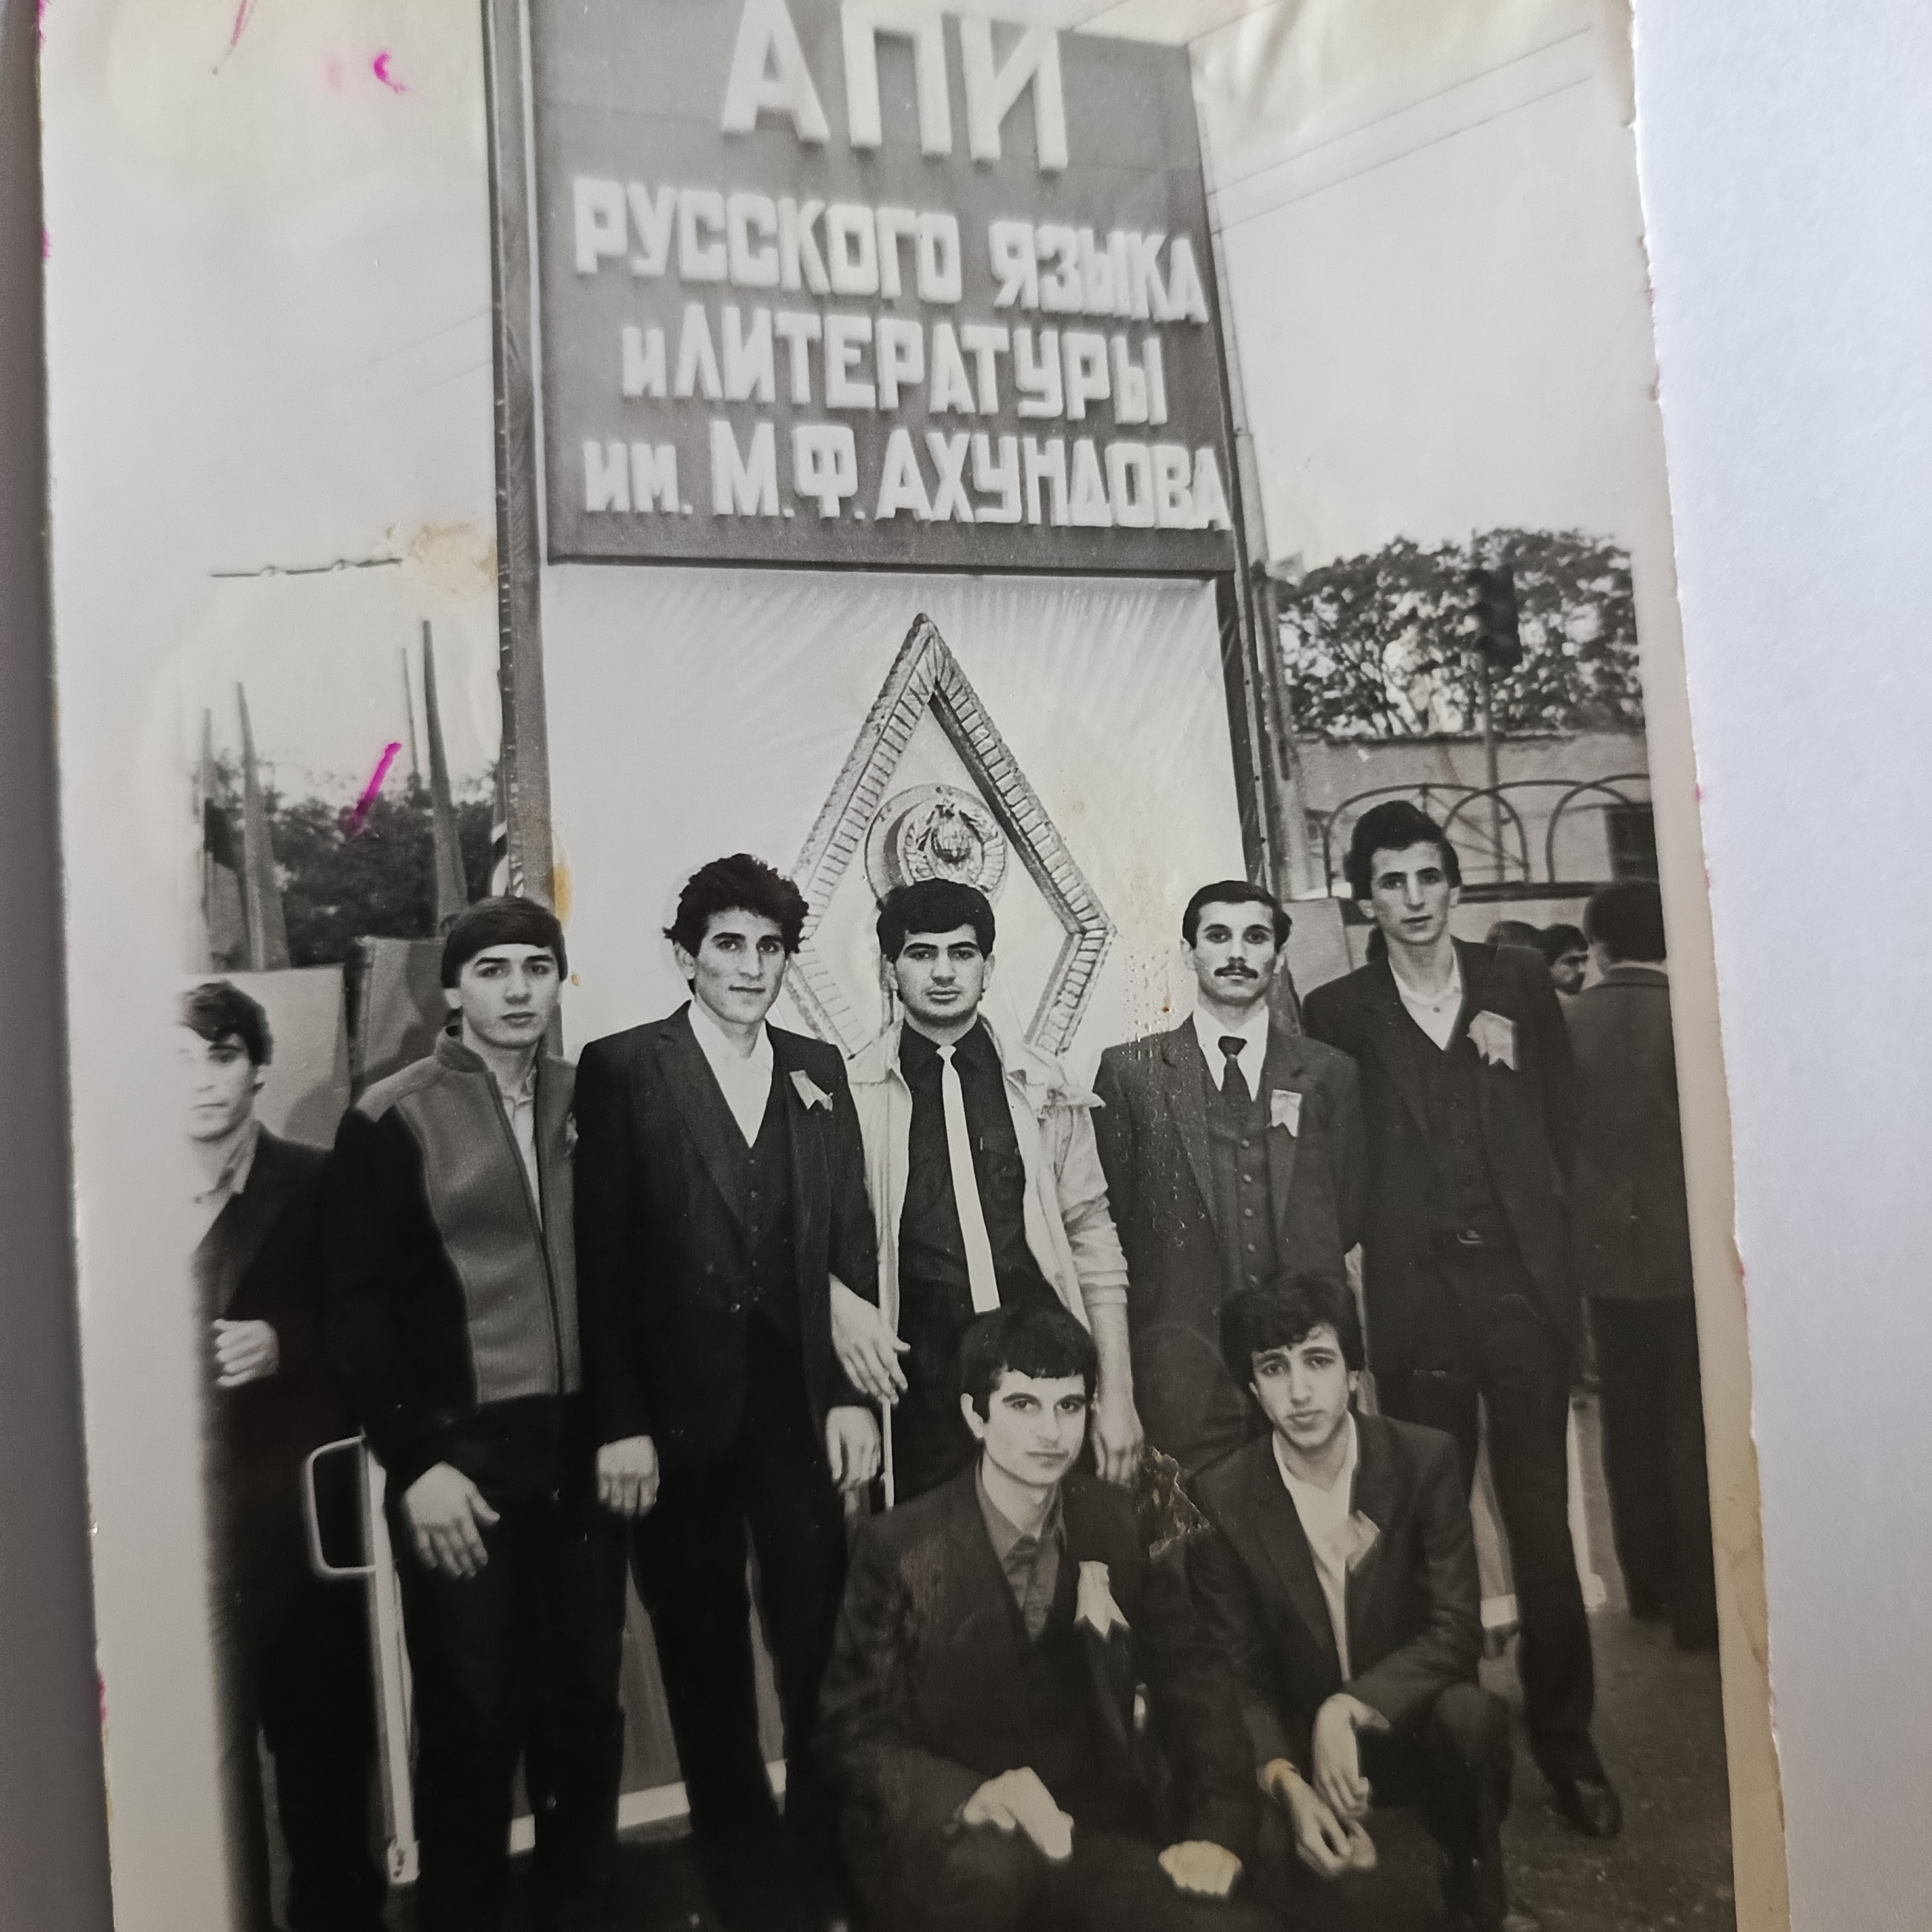 АПИ
РУССКОГО ЯЗЫКА
и ЛИТЕРАТУРЫ
им. М.Ф. АХУНДОВА